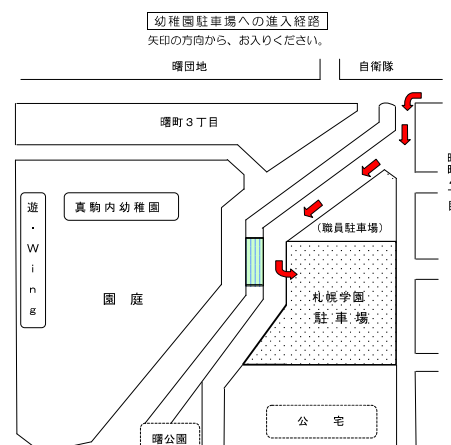 幼稚園駐車場への進入経路
矢印の方向から、お入りください。
曙団地
自衛隊
曙町３丁目
遊・Ｗｉｎｇ
真駒内幼稚園
園　庭
（職員駐車場）
札幌学園
駐車場
公　宅
曙公園